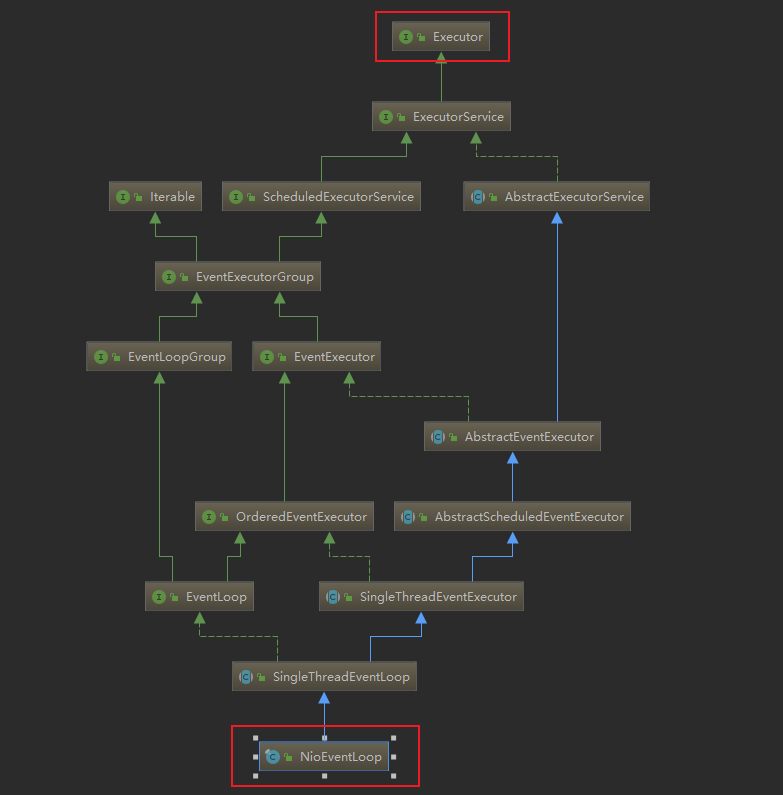 Executor
ExecutorService
Iterable
ScheduledExecutorService
AbstractExecutorService
EventExecutorGroup
EventLoopGroup
EventExecutor
AbstractEventExecutor
OrderedEventExecutor
AbstractScheduledEventExecutor
EventLoop
SingleThreadEventExecutor
SingleThreadEventLoop
NioEventLoop